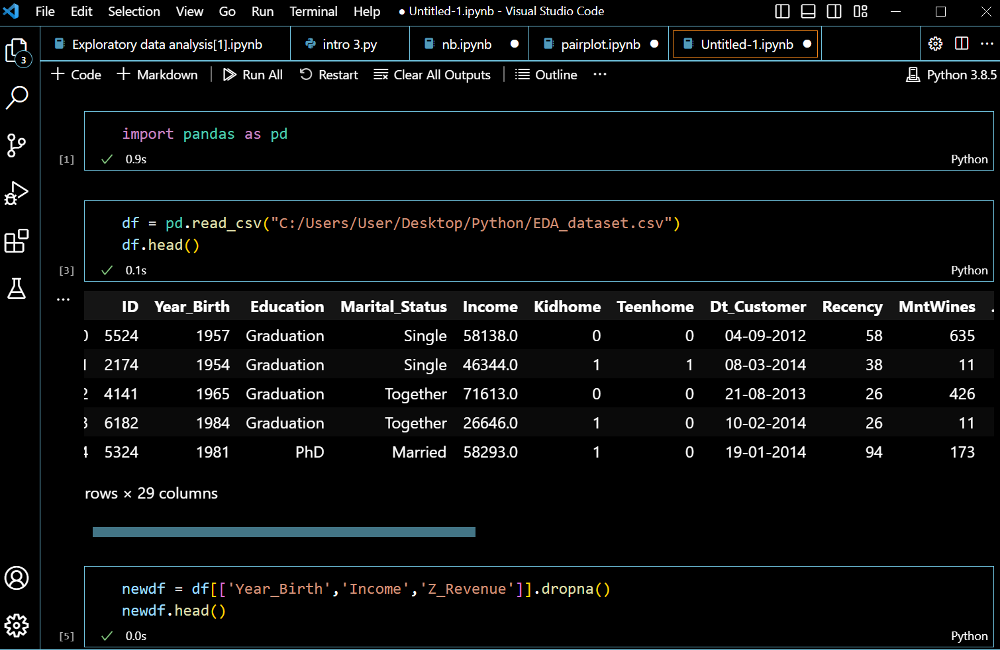 File Edit Selection View Go Run Terminal Help ● Untitled-1.ipynb - Visual Studio Code
3
Exploratory data analysis[1].ipynb intro 3.py nb.ipynb ● pairplot.ipynb ● Untitled-1.ipynb ● ...
+ Code + Markdown | Run All Restart Clear All Outputs | Outline ... Python 3.8.5
import pandas as pd
[1] ✓ 0.9s Python
df = pd.read_csv("C:/Users/User/Desktop/Python/EDA_dataset.csv")
df.head()
[3] ✓ 0.1s Python
...
ID Year_Birth Education Marital_Status Income Kidhome Teenhome Dt_Customer Recency MntWines .
0 5524 1957 Graduation Single 58138.0 0 0 04-09-2012 58 635
1 2174 1954 Graduation Single 46344.0 1 1 08-03-2014 38 11
2 4141 1965 Graduation Together 71613.0 0 0 21-08-2013 26 426
3 6182 1984 Graduation Together 26646.0 1 0 10-02-2014 26 11
4 5324 1981 PhD Married 58293.0 1 0 19-01-2014 94 173
rows × 29 columns
newdf = df[['Year_Birth','Income','Z_Revenue']].dropna()
newdf.head()
[5] ✓ 0.0s Python